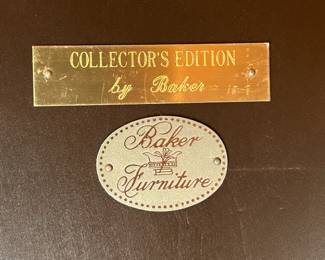 COLLECTOR'S EDITION
by Baker
Baker
Furniture